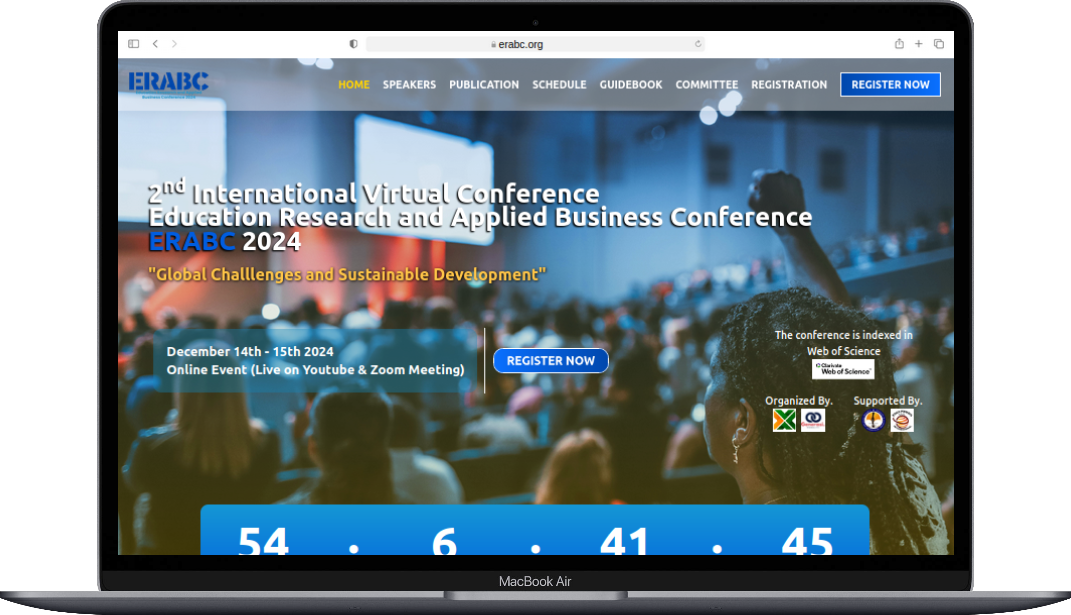 erabc.org
ERABC
HOME SPEAKERS PUBLICATION SCHEDULE GUIDEBOOK COMMITTEE REGISTRATION REGISTER NOW
2nd International Virtual Conference
Education Research and Applied Business Conference
ERABC 2024
"Global Challlenges and Sustainable Development"
December 14th - 15th 2024
Online Event (Live on Youtube & Zoom Meeting)
REGISTER NOW
The conference is indexed in
Web of Science
Clarivate
Web of Science
Organized By. Supported By.
54 . 6 . 41 . 45
MacBook Air